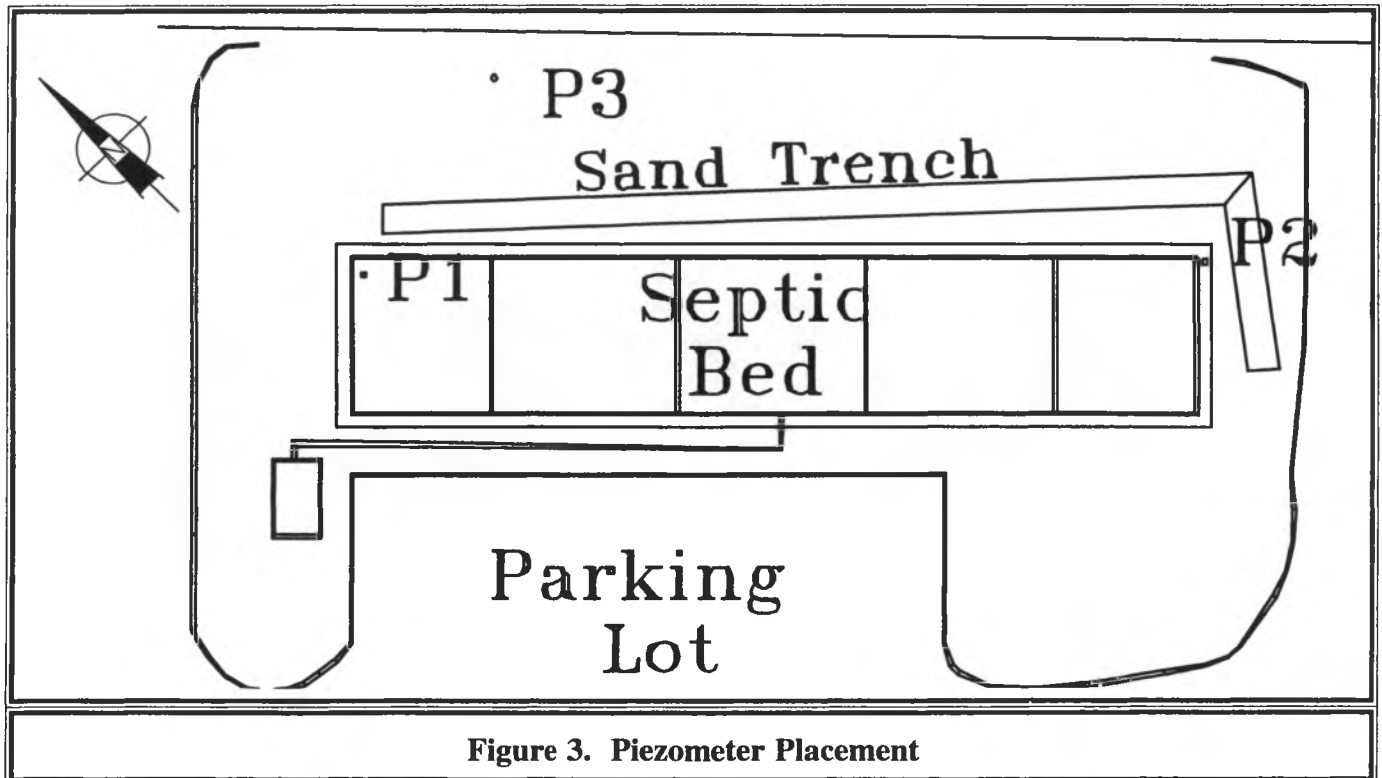 P3
Sand Trench
N
P2
P1
Septic
Bed
Parking
Lot
Figure 3. Piezometer Placement